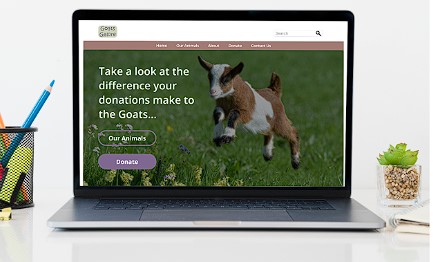 Goats
Galore
Search
Home Our Animals About Donate Contact Us
Take a look at the
difference your
donations make to
the Goats...
Our Animals
Donate